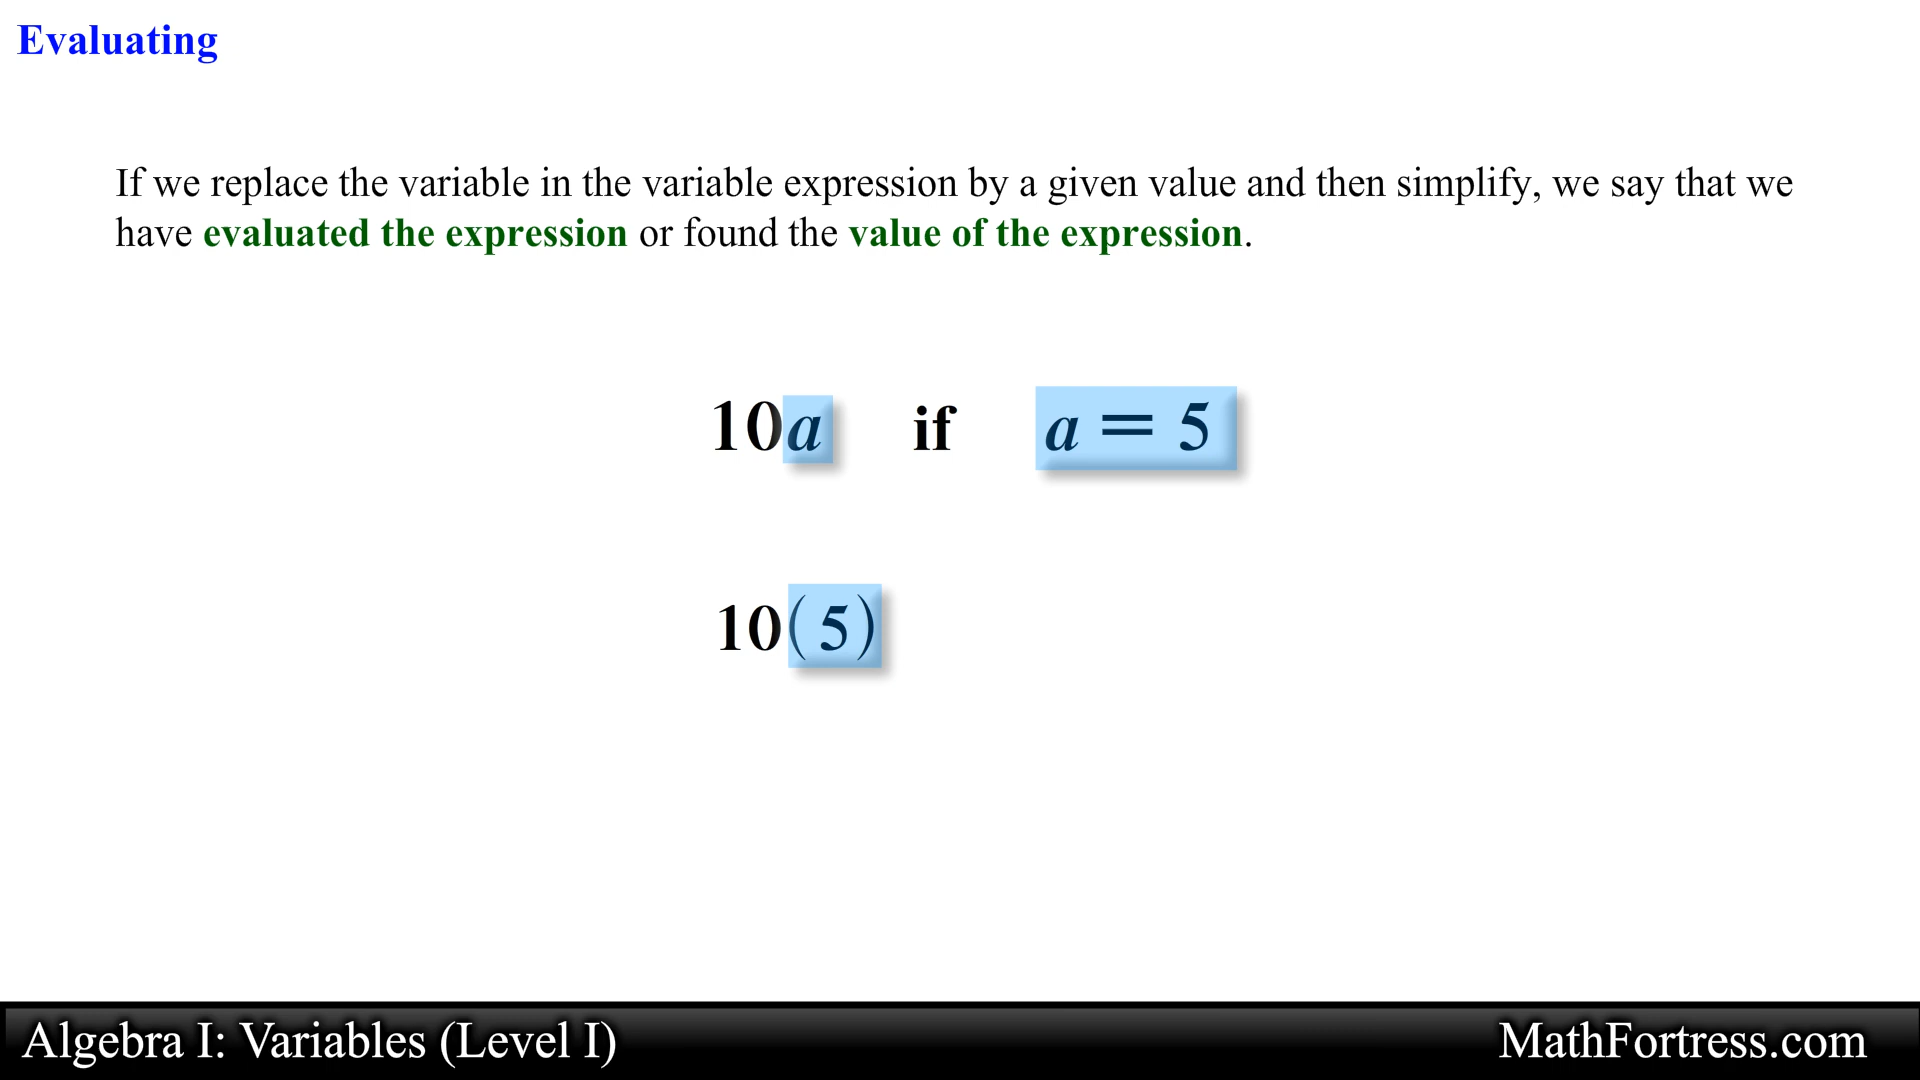 Evaluating
If we replace the variable in the variable expression by a given value and then simplify, we say that we
have evaluated the expression or found the value of the expression.
10a if a = 5
10(5)
Algebra I: Variables (Level I)
MathFortress.com